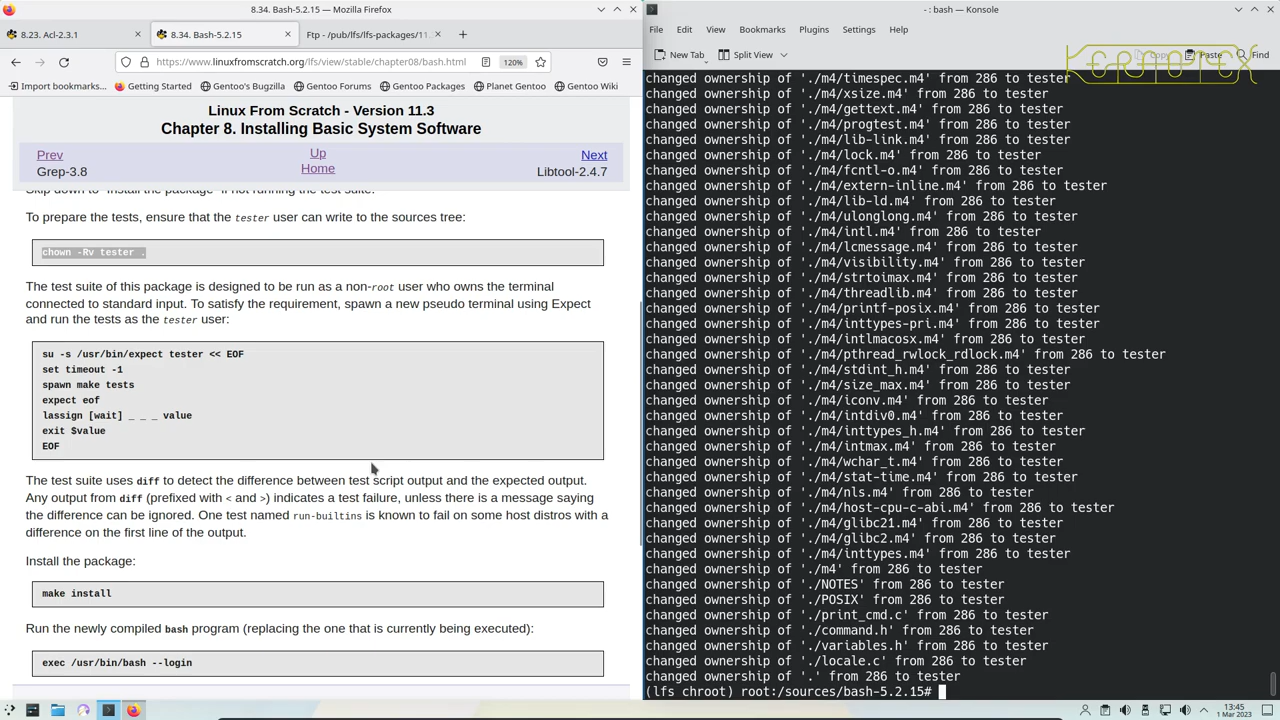 8.34. Bash-5.2.15 — Mozilla Firefox
8.23. Acl-2.3.1
8.34. Bash-5.2.15
Ftp - /pub/lfs/lfs-packages/11.
https://www.linuxfromscratch.org/lfs/view/stable/chapter08/bash.html
120%
Import bookmarks...
Getting Started
Gentoo's Bugzilla
Gentoo Forums
Gentoo Packages
Planet Gentoo
Gentoo Wiki
Linux From Scratch - Version 11.3
Chapter 8. Installing Basic System Software
Prev
Up
Next
Grep-3.8
Home
Libtool-2.4.7
Skip down to “Install the package” if not running the test suite.
To prepare the tests, ensure that the tester user can write to the sources tree:
chown -Rv tester .
The test suite of this package is designed to be run as a non-root user who owns the terminal
connected to standard input. To satisfy the requirement, spawn a new pseudo terminal using Expect
and run the tests as the tester user:
su -s /usr/bin/expect tester << EOF
set timeout -1
spawn make tests
expect eof
lassign [wait] _ _ _ value
exit $value
EOF
The test suite uses diff to detect the difference between test script output and the expected output.
Any output from diff (prefixed with < and >) indicates a test failure, unless there is a message saying
the difference can be ignored. One test named run-builtins is known to fail on some host distros with a
difference on the first line of the output.
Install the package:
make install
Run the newly compiled bash program (replacing the one that is currently being executed):
exec /usr/bin/bash --login
- : bash — Konsole
File
Edit
View
Bookmarks
Plugins
Settings
Help
New Tab
Split View
Paste
Find
KERNOTEX
changed ownership of './m4/timespec.m4' from 286 to tester
changed ownership of './m4/xsize.m4' from 286 to tester
changed ownership of './m4/gettext.m4' from 286 to tester
changed ownership of './m4/progtest.m4' from 286 to tester
changed ownership of './m4/lib-link.m4' from 286 to tester
changed ownership of './m4/lock.m4' from 286 to tester
changed ownership of './m4/fcntl-o.m4' from 286 to tester
changed ownership of './m4/extern-inline.m4' from 286 to tester
changed ownership of './m4/lib-ld.m4' from 286 to tester
changed ownership of './m4/ulonglong.m4' from 286 to tester
changed ownership of './m4/intl.m4' from 286 to tester
changed ownership of './m4/lcmessage.m4' from 286 to tester
changed ownership of './m4/visibility.m4' from 286 to tester
changed ownership of './m4/strtoimax.m4' from 286 to tester
changed ownership of './m4/threadlib.m4' from 286 to tester
changed ownership of './m4/printf-posix.m4' from 286 to tester
changed ownership of './m4/inttypes-pri.m4' from 286 to tester
changed ownership of './m4/intlmacosx.m4' from 286 to tester
changed ownership of './m4/pthread_rwlock_rdlock.m4' from 286 to tester
changed ownership of './m4/stdint_h.m4' from 286 to tester
changed ownership of './m4/size_max.m4' from 286 to tester
changed ownership of './m4/iconv.m4' from 286 to tester
changed ownership of './m4/intdiv0.m4' from 286 to tester
changed ownership of './m4/inttypes_h.m4' from 286 to tester
changed ownership of './m4/intmax.m4' from 286 to tester
changed ownership of './m4/wchar_t.m4' from 286 to tester
changed ownership of './m4/stat-time.m4' from 286 to tester
changed ownership of './m4/nls.m4' from 286 to tester
changed ownership of './m4/host-cpu-c-abi.m4' from 286 to tester
changed ownership of './m4/glibc21.m4' from 286 to tester
changed ownership of './m4/glibc2.m4' from 286 to tester
changed ownership of './m4/inttypes.m4' from 286 to tester
changed ownership of './m4' from 286 to tester
changed ownership of './NOTES' from 286 to tester
changed ownership of './POSIX' from 286 to tester
changed ownership of './print_cmd.c' from 286 to tester
changed ownership of './command.h' from 286 to tester
changed ownership of './variables.h' from 286 to tester
changed ownership of './locale.c' from 286 to tester
changed ownership of '.' from 286 to tester
(lfs chroot) root:/sources/bash-5.2.15#
13:45
1 Mar 2023